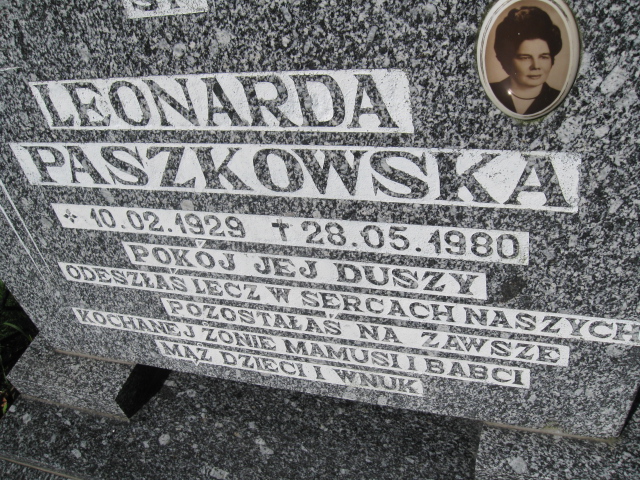 LEONARDA
PASZKOWSKA
✢ 10.02.1929 ✝ 28.05.1980
POKÓJ JEJ DUSZY
ODESZŁAŚ LECZ W SERCACH NASZYCH
POZOSTAŁAŚ NA ZAWSZE
KOCHANEJ ŻONIE MAMUSI I BABCI
MĄŻ DZIECI I WNUK